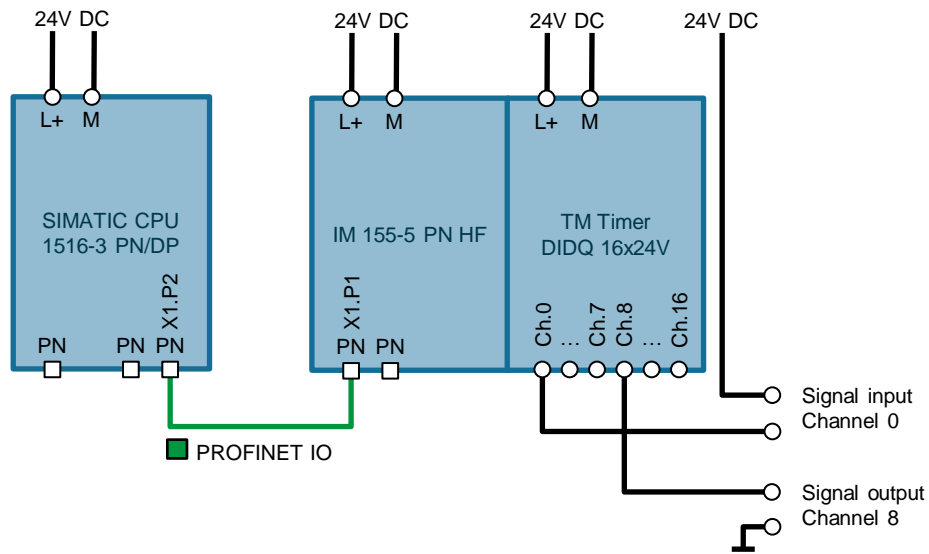 24V DC
24V DC
24V DC
24V DC
L+ M
L+ M
L+ M
SIMATIC CPU
1516-3 PN/DP
IM 155-5 PN HF
TM Timer
DIDQ 16x24V
X1.P2
X1.P1
Ch.0
...
Ch.7
Ch.8
...
Ch.16
PN
PN
PN
PN
PN
Signal input
Channel 0
PROFINET IO
Signal output
Channel 8